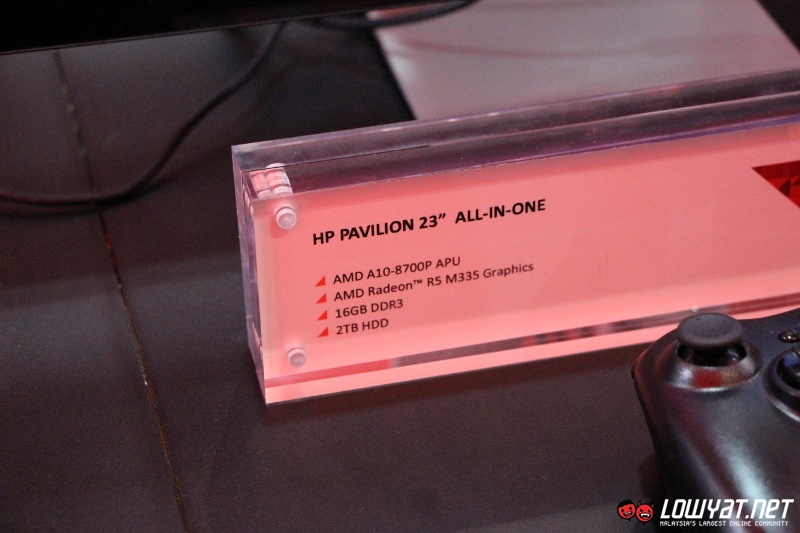 HP PAVILION 23” ALL-IN-ONE
AMD A10-8700P APU
AMD Radeon™ R5 M335 Graphics
16GB DDR3
2TB HDD
LOWYAT.NET
MALAYSIA'S LARGEST ONLINE COMMUNITY